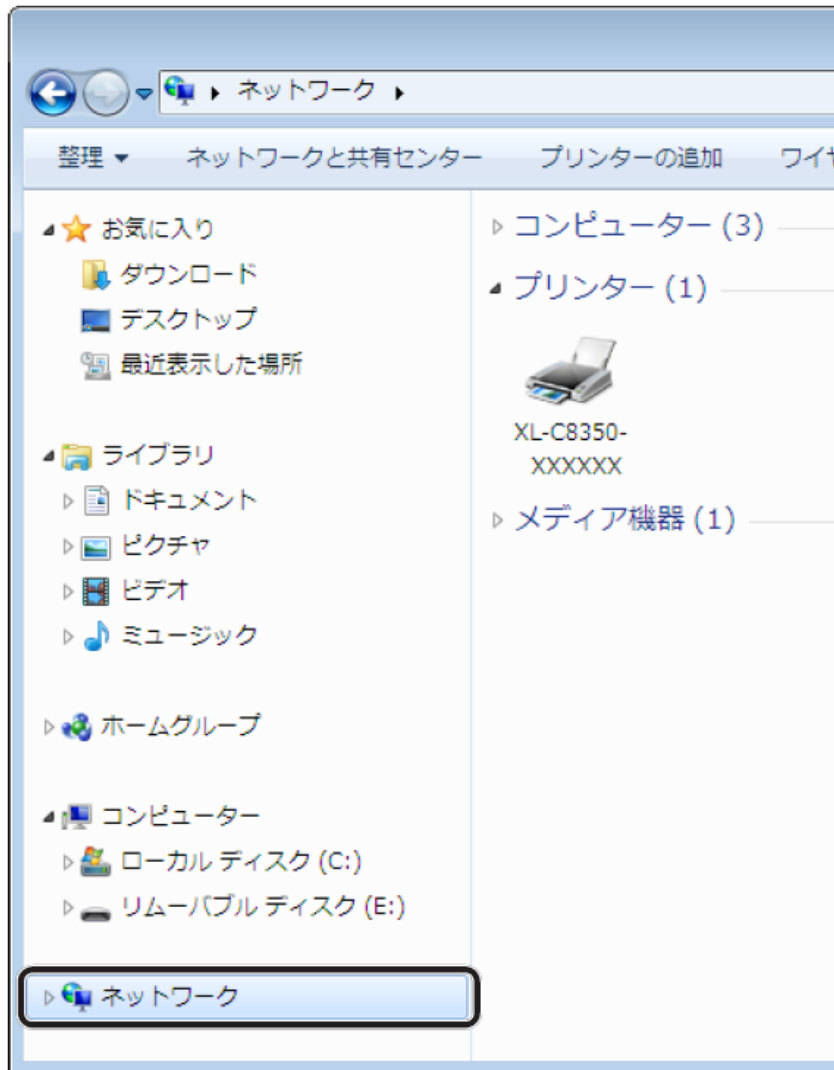 ネットワーク
整理 ネットワークと共有センター プリンターの追加 ワイヤ
お気に入り
ダウンロード
デスクトップ
最近表示した場所
ライブラリ
ドキュメント
ピクチャ
ビデオ
ミュージック
ホームグループ
コンピューター
ローカル ディスク (C:)
リムーバブル ディスク (E:)
ネットワーク
コンピューター (3)
プリンター (1)
XL-C8350-
XXXXXX
メディア機器 (1)